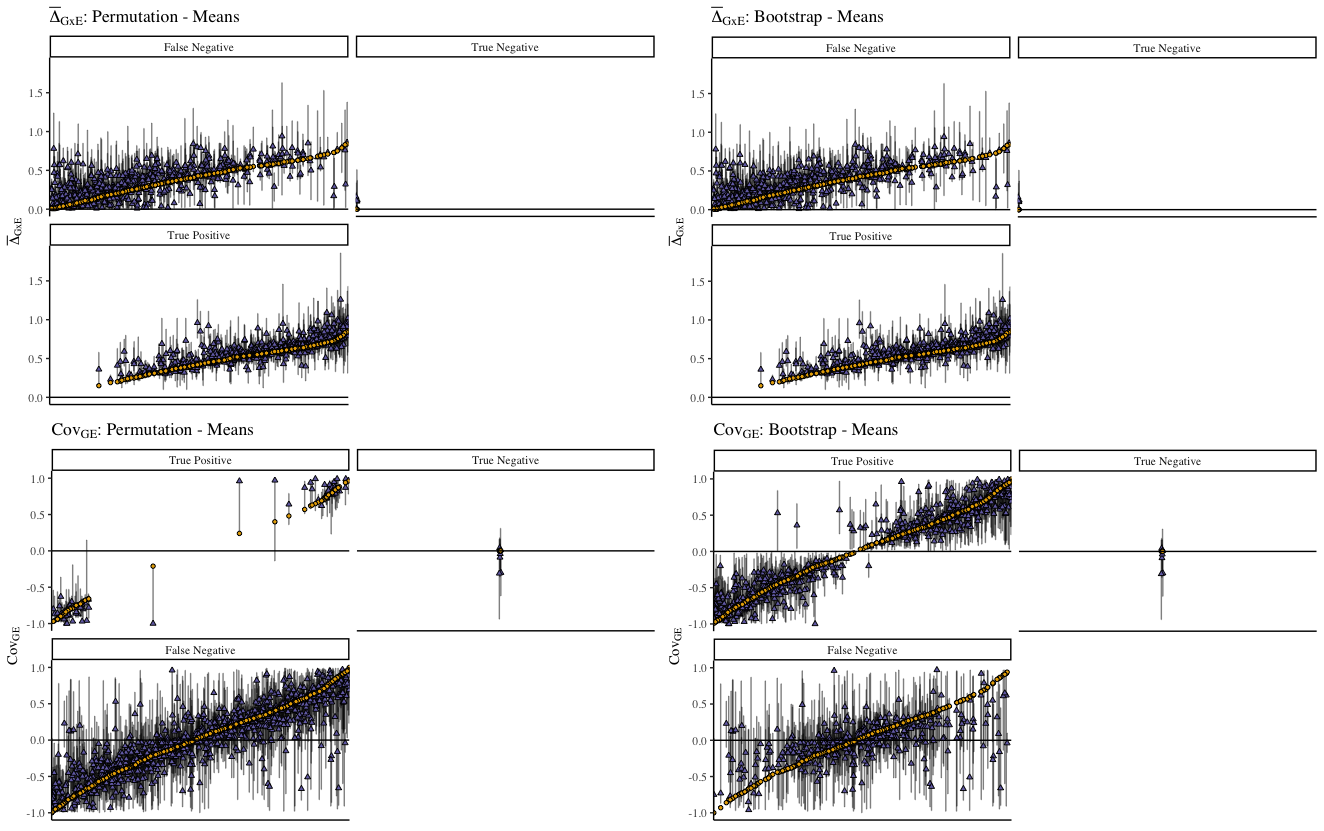 Δ̅GxE: Permutation - Means
False Negative
True Negative
1.5
1.0
0.5
0.0
True Positive
1.5
1.0
0.5
0.0
Δ̅GxE
Δ̅GxE: Bootstrap - Means
False Negative
True Negative
1.5
1.0
0.5
0.0
True Positive
1.5
1.0
0.5
0.0
Δ̅GxE
CovGE: Permutation - Means
True Positive
True Negative
1.0
0.5
0.0
-0.5
-1.0
False Negative
1.0
0.5
0.0
-0.5
-1.0
CovGE
CovGE: Bootstrap - Means
True Positive
True Negative
1.0
0.5
0.0
-0.5
-1.0
False Negative
1.0
0.5
0.0
-0.5
-1.0
CovGE